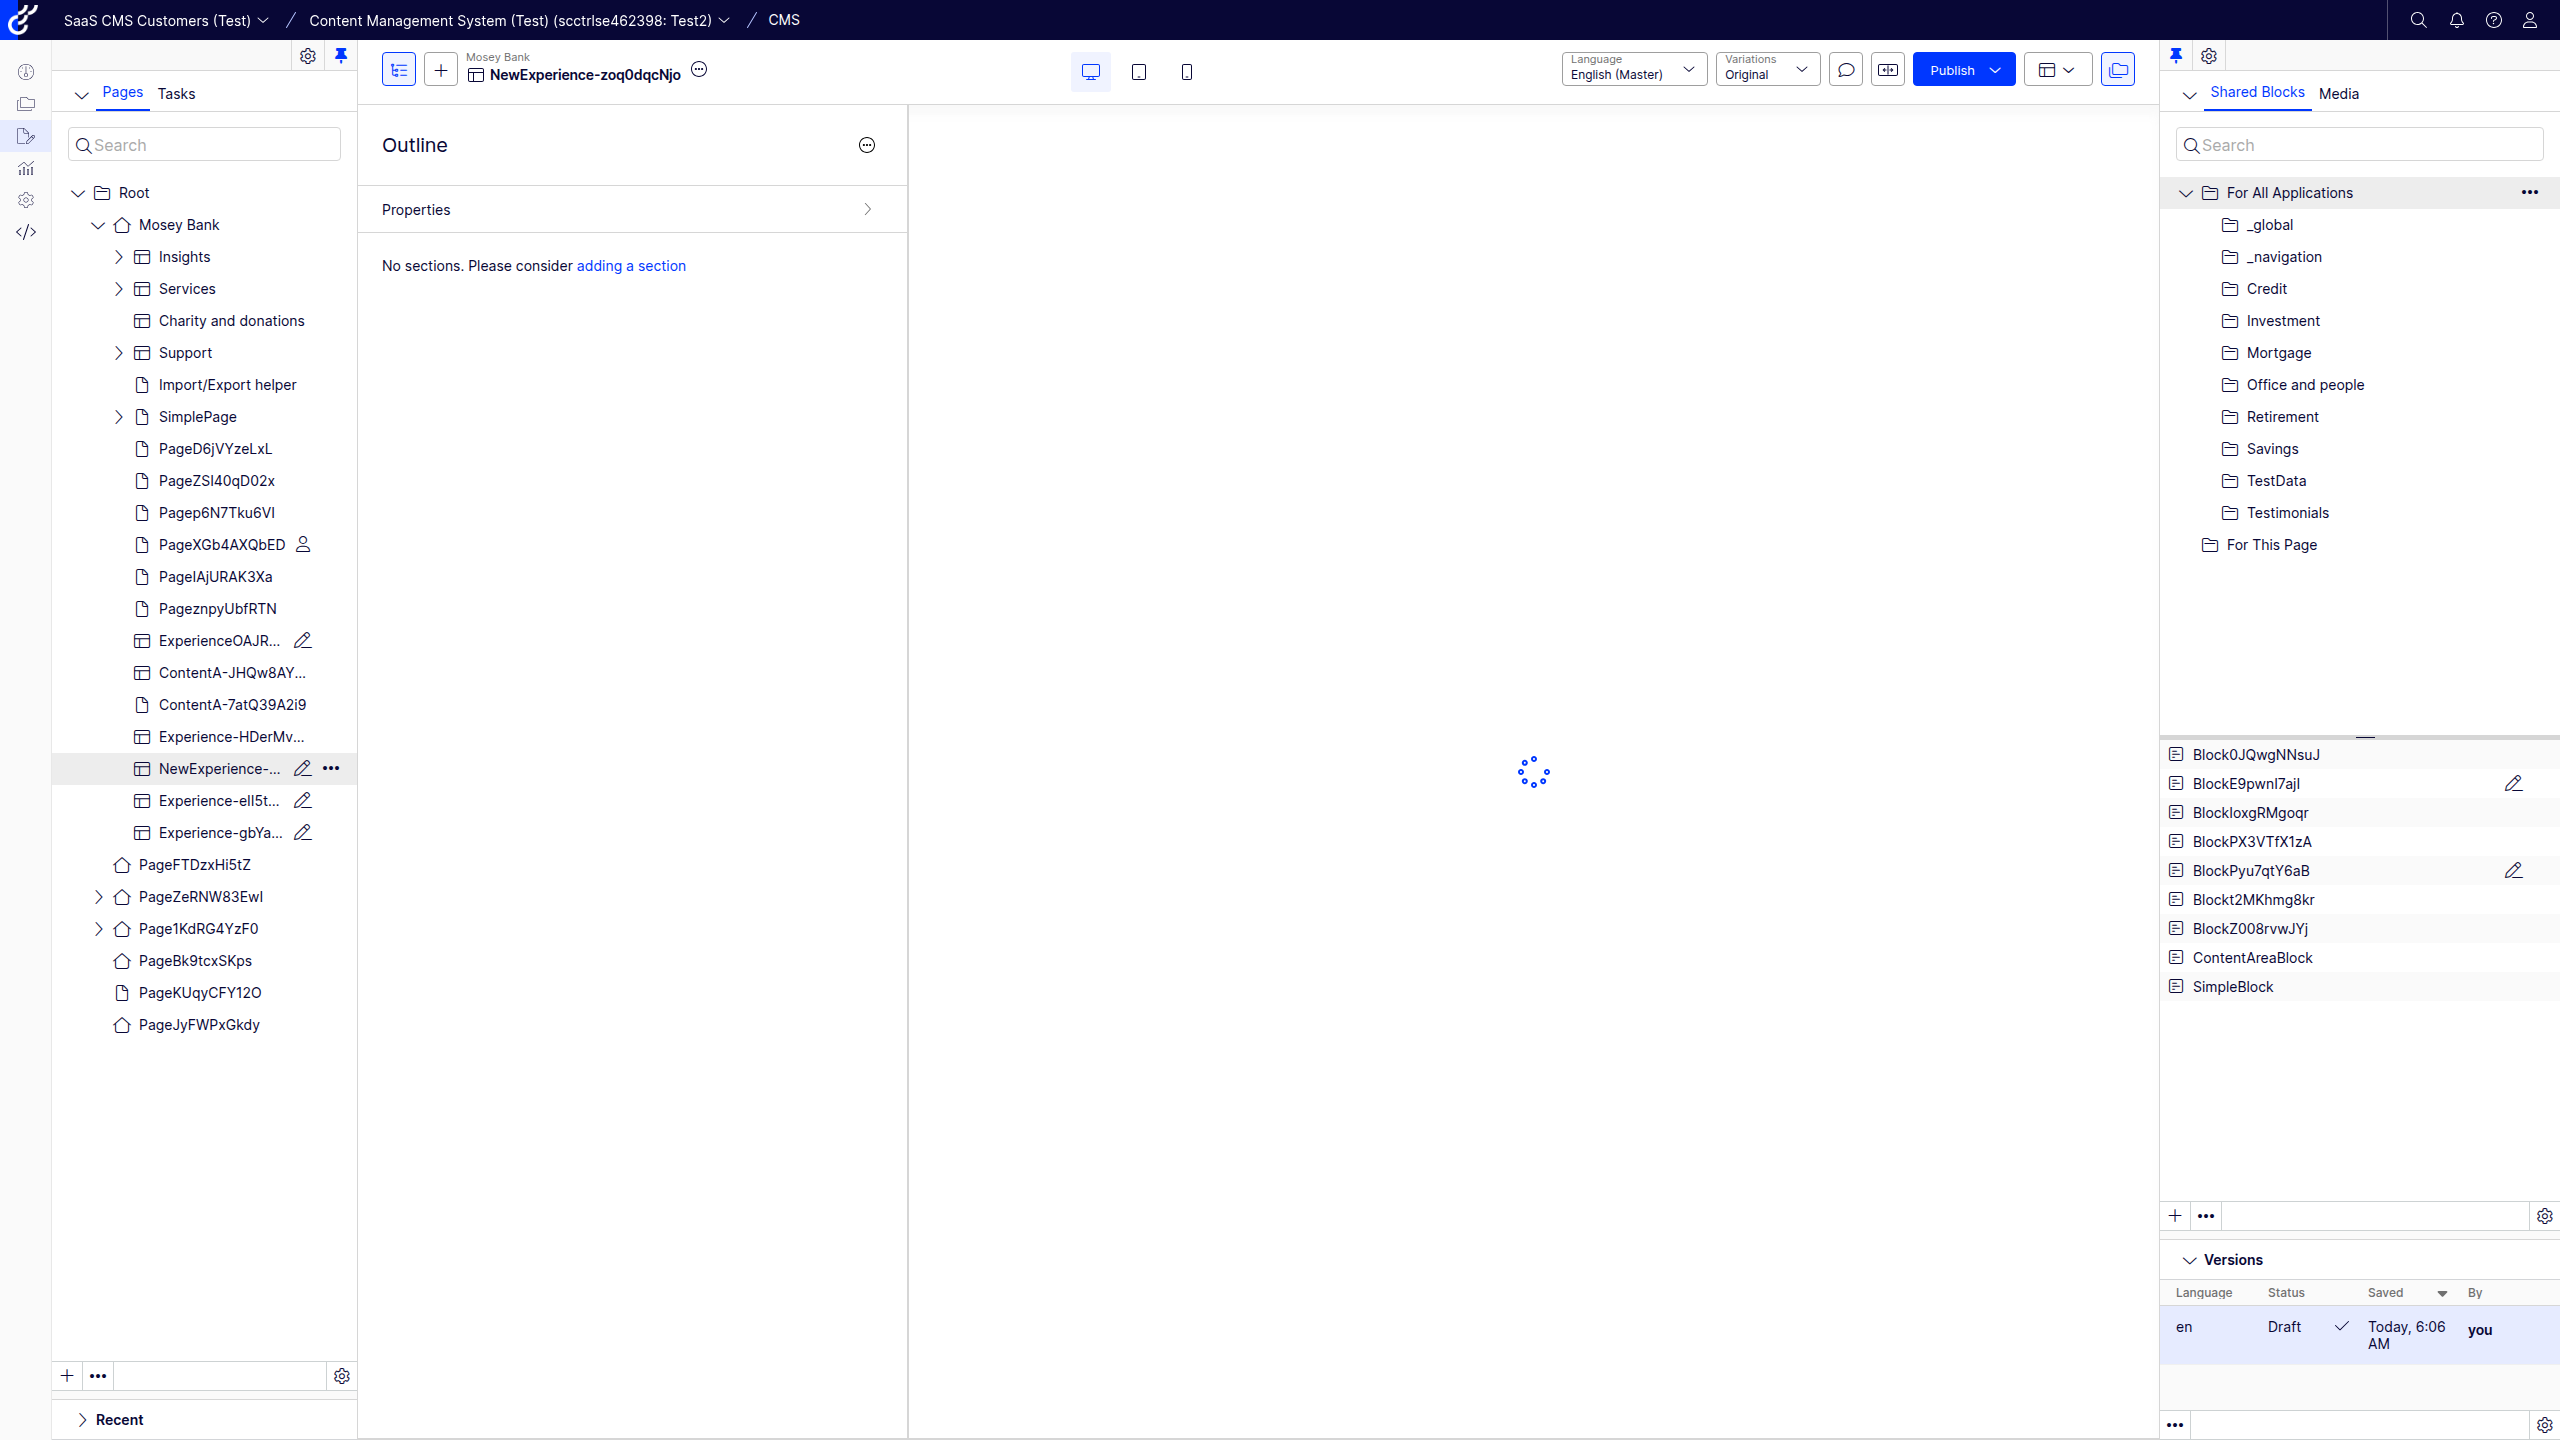 SaaS CMS Customers (Test)
Content Management System (Test) (scctrlse462398: Test2)
CMS
Pages
Tasks
Search
Root
Mosey Bank
Insights
Services
Charity and donations
Support
Import/Export helper
SimplePage
PageD6jVYzeLxL
PageZSI40qD02x
Pagep6N7Tku6VI
PageXGb4AXQbED
PageIAjURAK3Xa
PageznpyUbfRTN
ExperienceOAJR...
ContentA-JHQw8AY...
ContentA-7atQ39A2i9
Experience-HDerMv...
NewExperience-...
Experience-eII5t...
Experience-gbYa...
PageFTDzxHi5tZ
PageZeRNW83EwI
Page1KdRG4YzF0
PageBk9tcxSKps
PageKUqyCFY12O
PageJyFWPxGkdy
Recent
Mosey Bank
NewExperience-zoq0dqcNjo
Language
English (Master)
Variations
Original
Publish
Outline
Properties
No sections. Please consider adding a section
Shared Blocks
Media
Search
For All Applications
_global
_navigation
Credit
Investment
Mortgage
Office and people
Retirement
Savings
TestData
Testimonials
For This Page
Block0JQwgNNsuJ
BlockE9pwnI7ajI
BlockIoxgRMgoqr
BlockPX3VTfX1zA
BlockPyu7qtY6aB
Blockt2MKhmg8kr
BlockZ008rvwJYj
ContentAreaBlock
SimpleBlock
Versions
Language Status Saved By
en Draft Today, 6:06 AM you